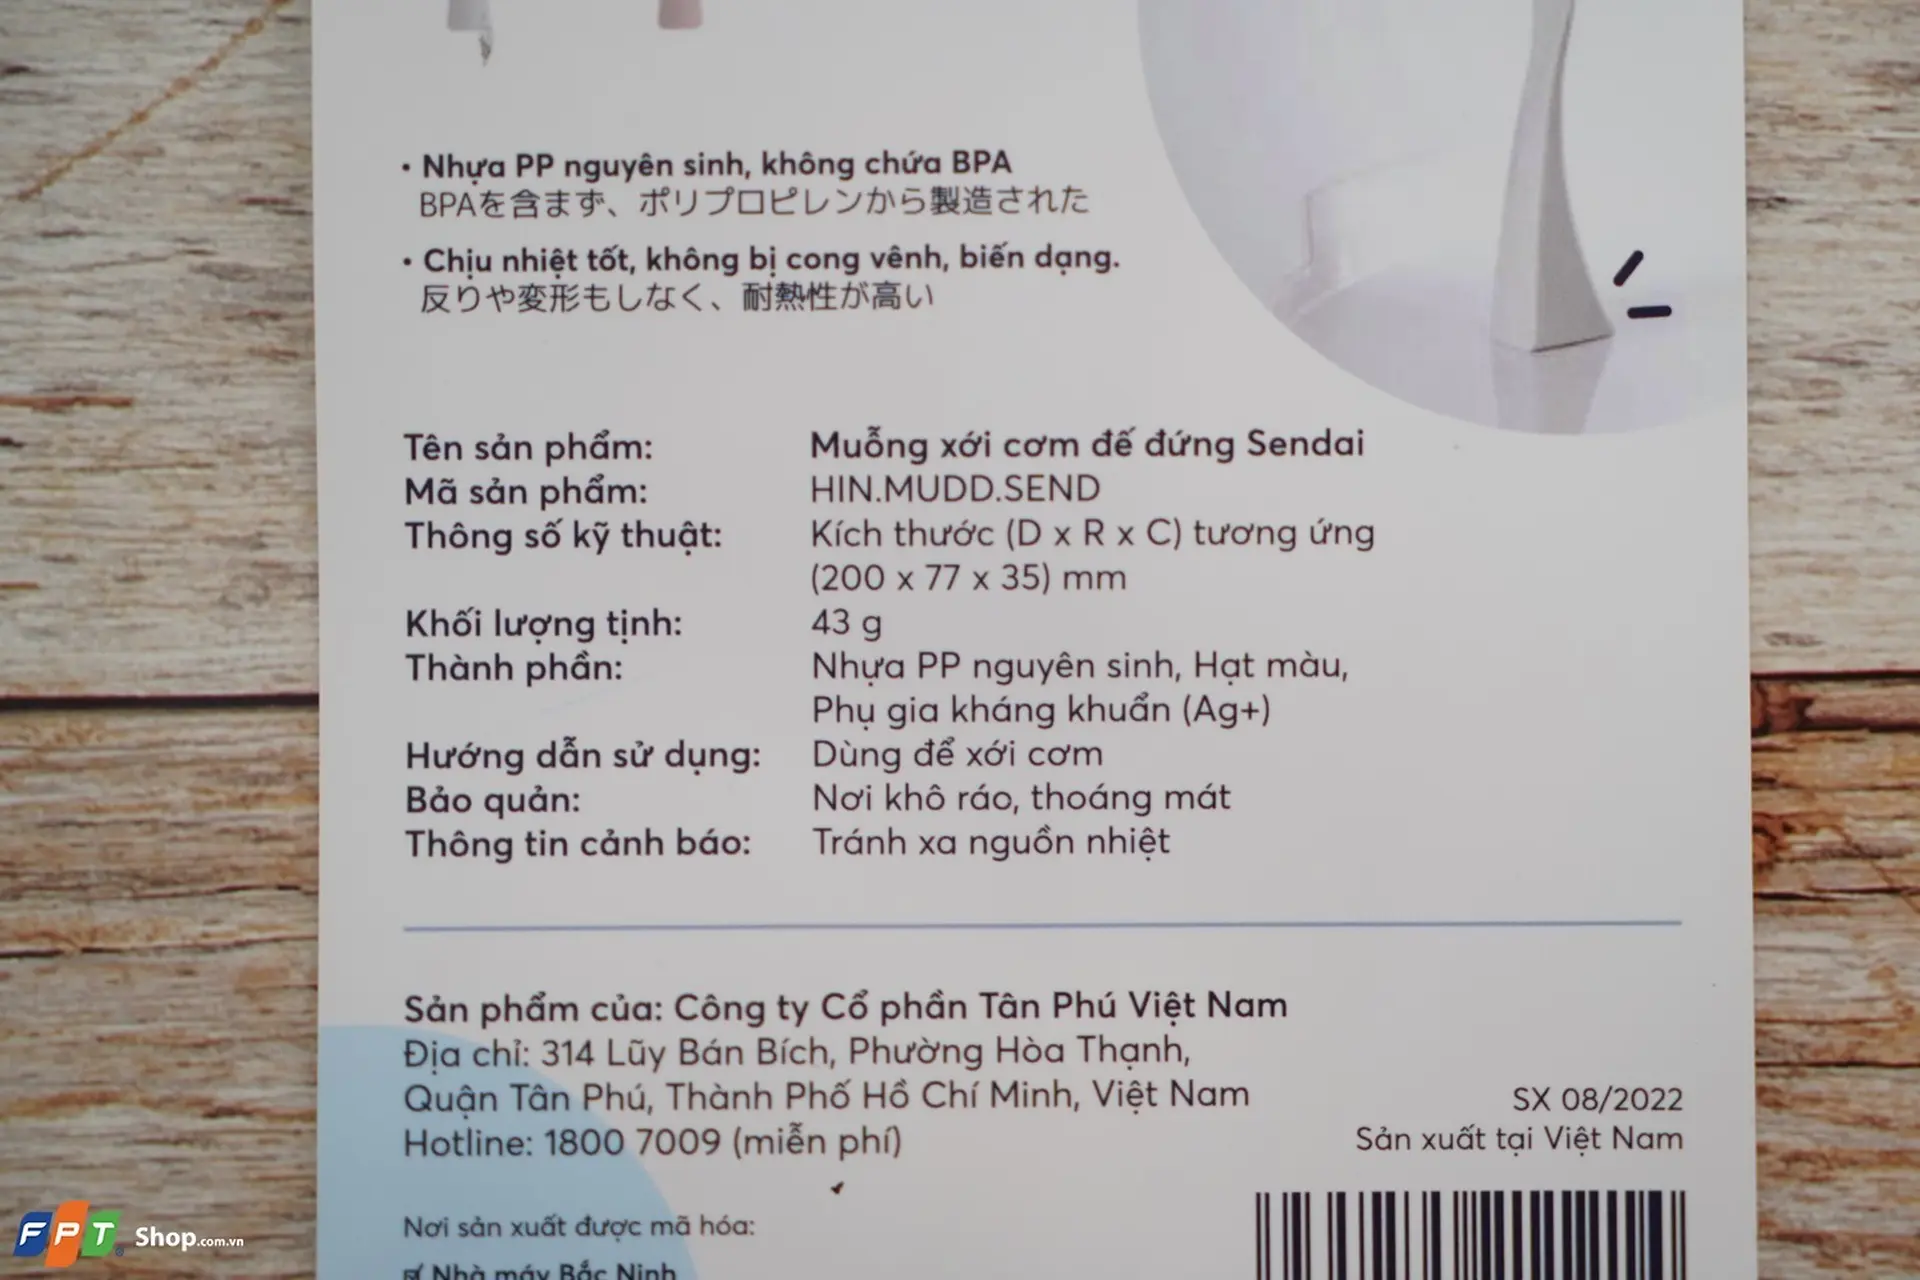 • Nhựa PP nguyên sinh, không chứa BPA
BPAを含まず、ポリプロピレンから製造された
• Chịu nhiệt tốt, không bị cong vênh, biến dạng.
反りや変形もしなく、耐熱性が高い
Tên sản phẩm: Muỗng xới cơm đế đứng Sendai
Mã sản phẩm: HIN.MUDD.SEND
Thông số kỹ thuật: Kích thước (D x R x C) tương ứng
(200 x 77 x 35) mm
Khối lượng tịnh: 43 g
Thành phần: Nhựa PP nguyên sinh, Hạt màu,
Phụ gia kháng khuẩn (Ag+)
Hướng dẫn sử dụng: Dùng để xới cơm
Bảo quản: Nơi khô ráo, thoáng mát
Thông tin cảnh báo: Tránh xa nguồn nhiệt
Sản phẩm của: Công ty Cổ phần Tân Phú Việt Nam
Địa chỉ: 314 Lũy Bán Bích, Phường Hòa Thạnh,
Quận Tân Phú, Thành Phố Hồ Chí Minh, Việt Nam
Hotline: 1800 7009 (miễn phí)
SX 08/2022
Sản xuất tại Việt Nam
Nơi sản xuất được mã hóa:
Nhà máy Bắc Ninh
FPT Shop.com.vn